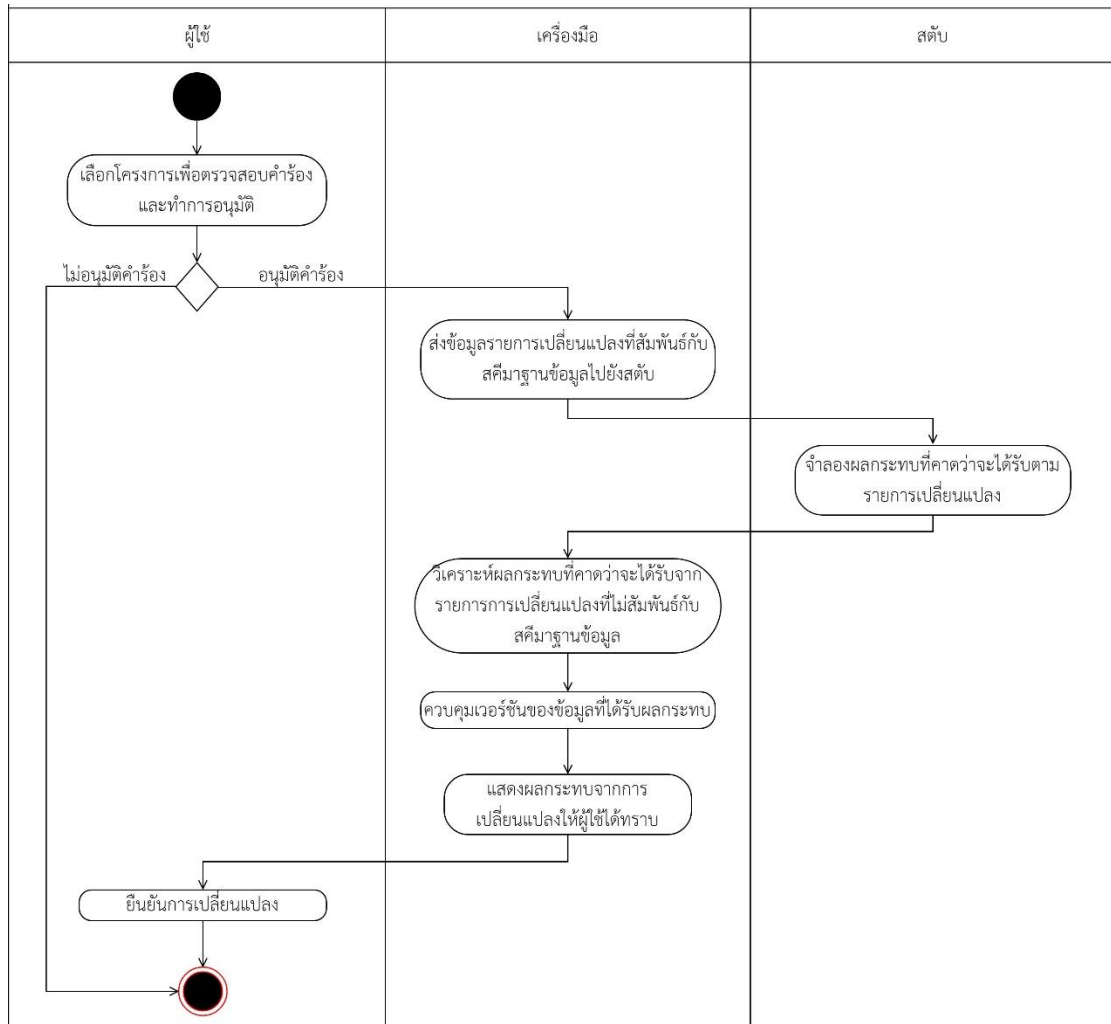 ผู้ใช้
เครื่องมือ
สตับ
เลือกโครงการเพื่อตรวจสอบคำร้อง
และทำการอนุมัติ
ไม่อนุมัติคำร้อง
อนุมัติคำร้อง
ส่งข้อมูลรายการเปลี่ยนแปลงที่สัมพันธ์กับ
สคีมาฐานข้อมูลไปยังสตับ
จำลองผลกระทบที่คาดว่าจะได้รับตาม
รายการเปลี่ยนแปลง
วิเคราะห์ผลกระทบที่คาดว่าจะได้รับจาก
รายการการเปลี่ยนแปลงที่ไม่สัมพันธ์กับ
สคีมาฐานข้อมูล
ควบคุมเวอร์ชันของข้อมูลที่ได้รับผลกระทบ
แสดงผลกระทบจากการ
เปลี่ยนแปลงให้ผู้ใช้ได้ทราบ
ยืนยันการเปลี่ยนแปลง